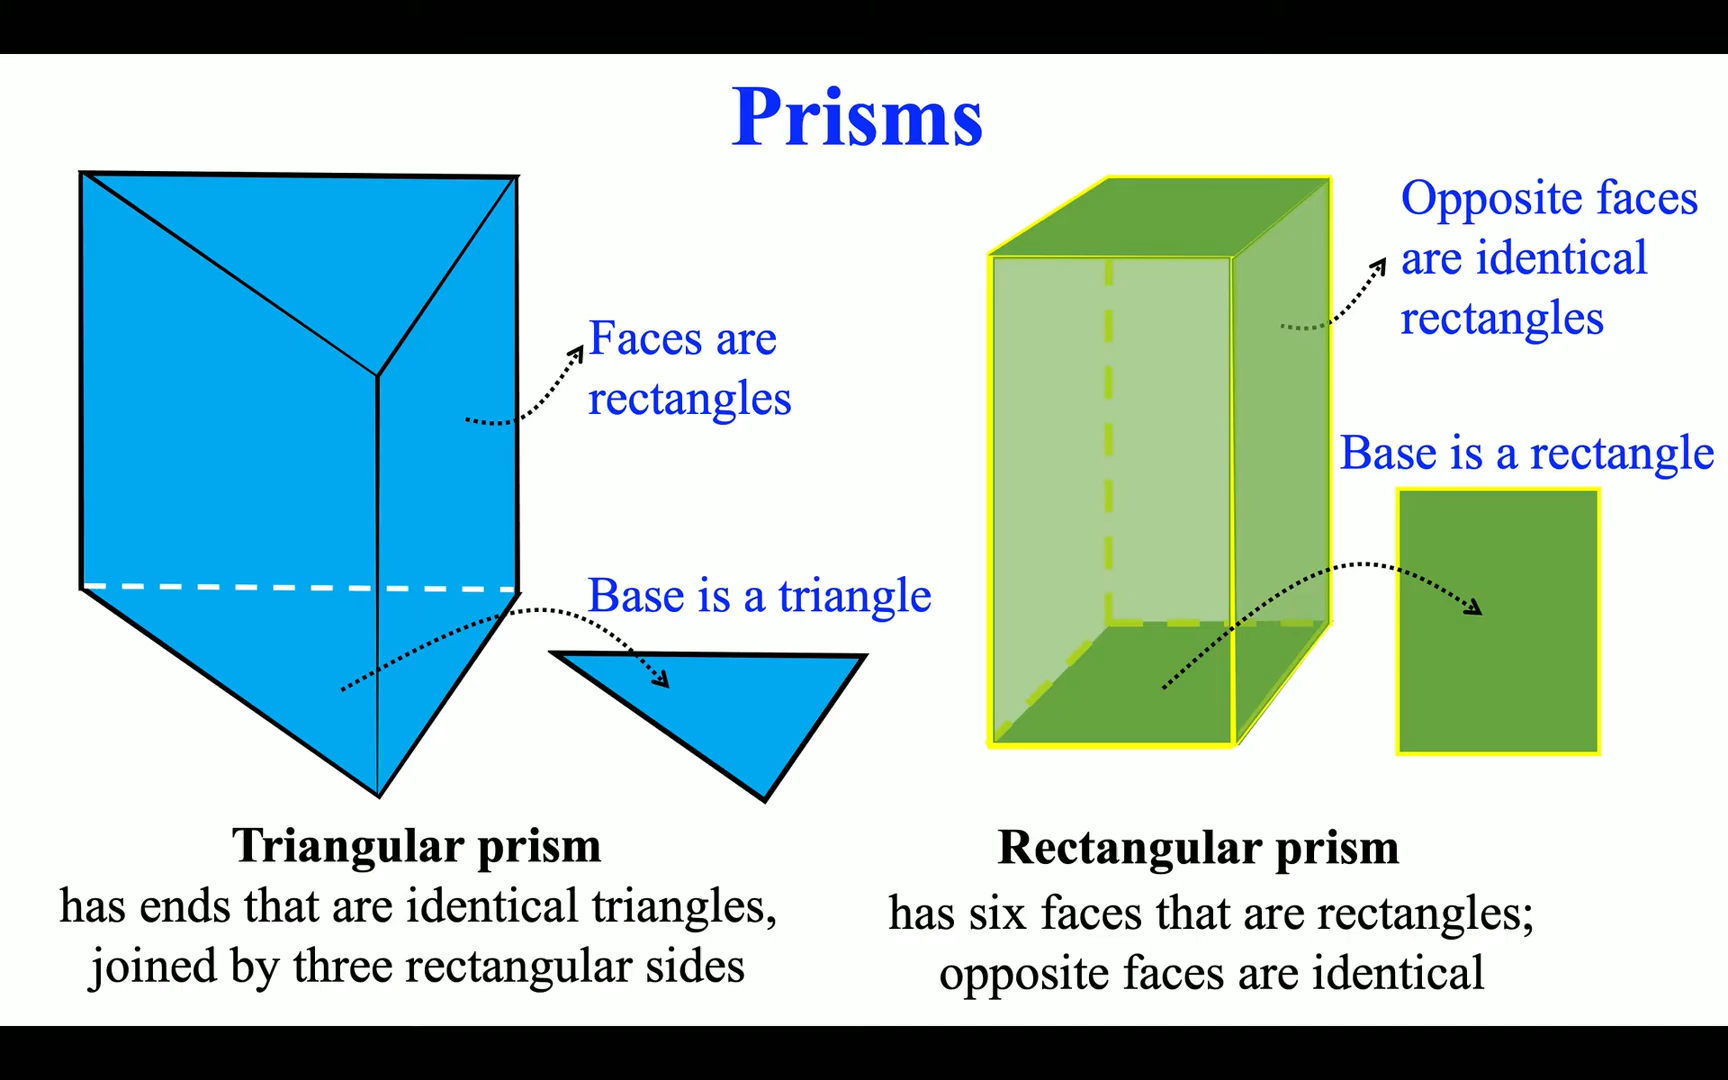 Prisms
Faces are
rectangles
Base is a triangle
Triangular prism
has ends that are identical triangles,
joined by three rectangular sides
Opposite faces
are identical
rectangles
Base is a rectangle
Rectangular prism
has six faces that are rectangles;
opposite faces are identical